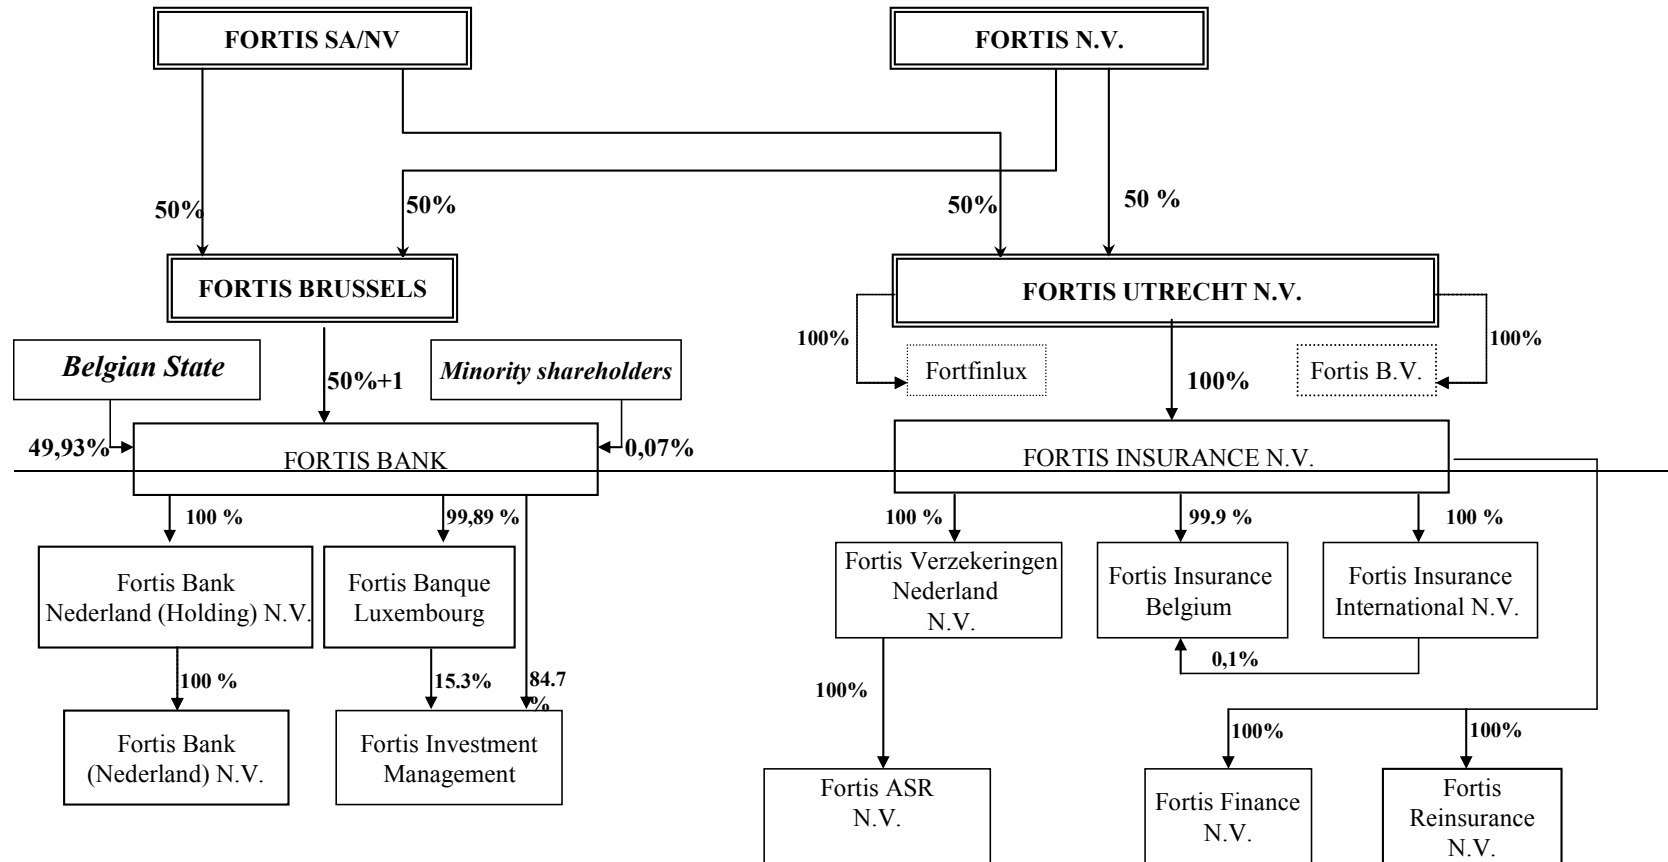 FORTIS SA/NV
FORTIS N.V.
50%
50%
50%
50 %
FORTIS BRUSSELS
FORTIS UTRECHT N.V.
100%
100%
Belgian State
Minority shareholders
50%+1
Fortfinlux
100%
Fortis B.V.
49,93%
FORTIS BANK
0,07%
FORTIS INSURANCE N.V.
100 %
99,89 %
100 %
99.9 %
100 %
Fortis Bank
Nederland (Holding) N.V.
Fortis Banque
Luxembourg
Fortis Verzekeringen
Nederland
N.V.
Fortis Insurance
Belgium
Fortis Insurance
International N.V.
0,1%
100 %
15.3%
84.7
%
100%
100%
100%
Fortis Bank
(Nederland) N.V.
Fortis Investment
Management
Fortis ASR
N.V.
Fortis Finance
N.V.
Fortis
Reinsurance
N.V.